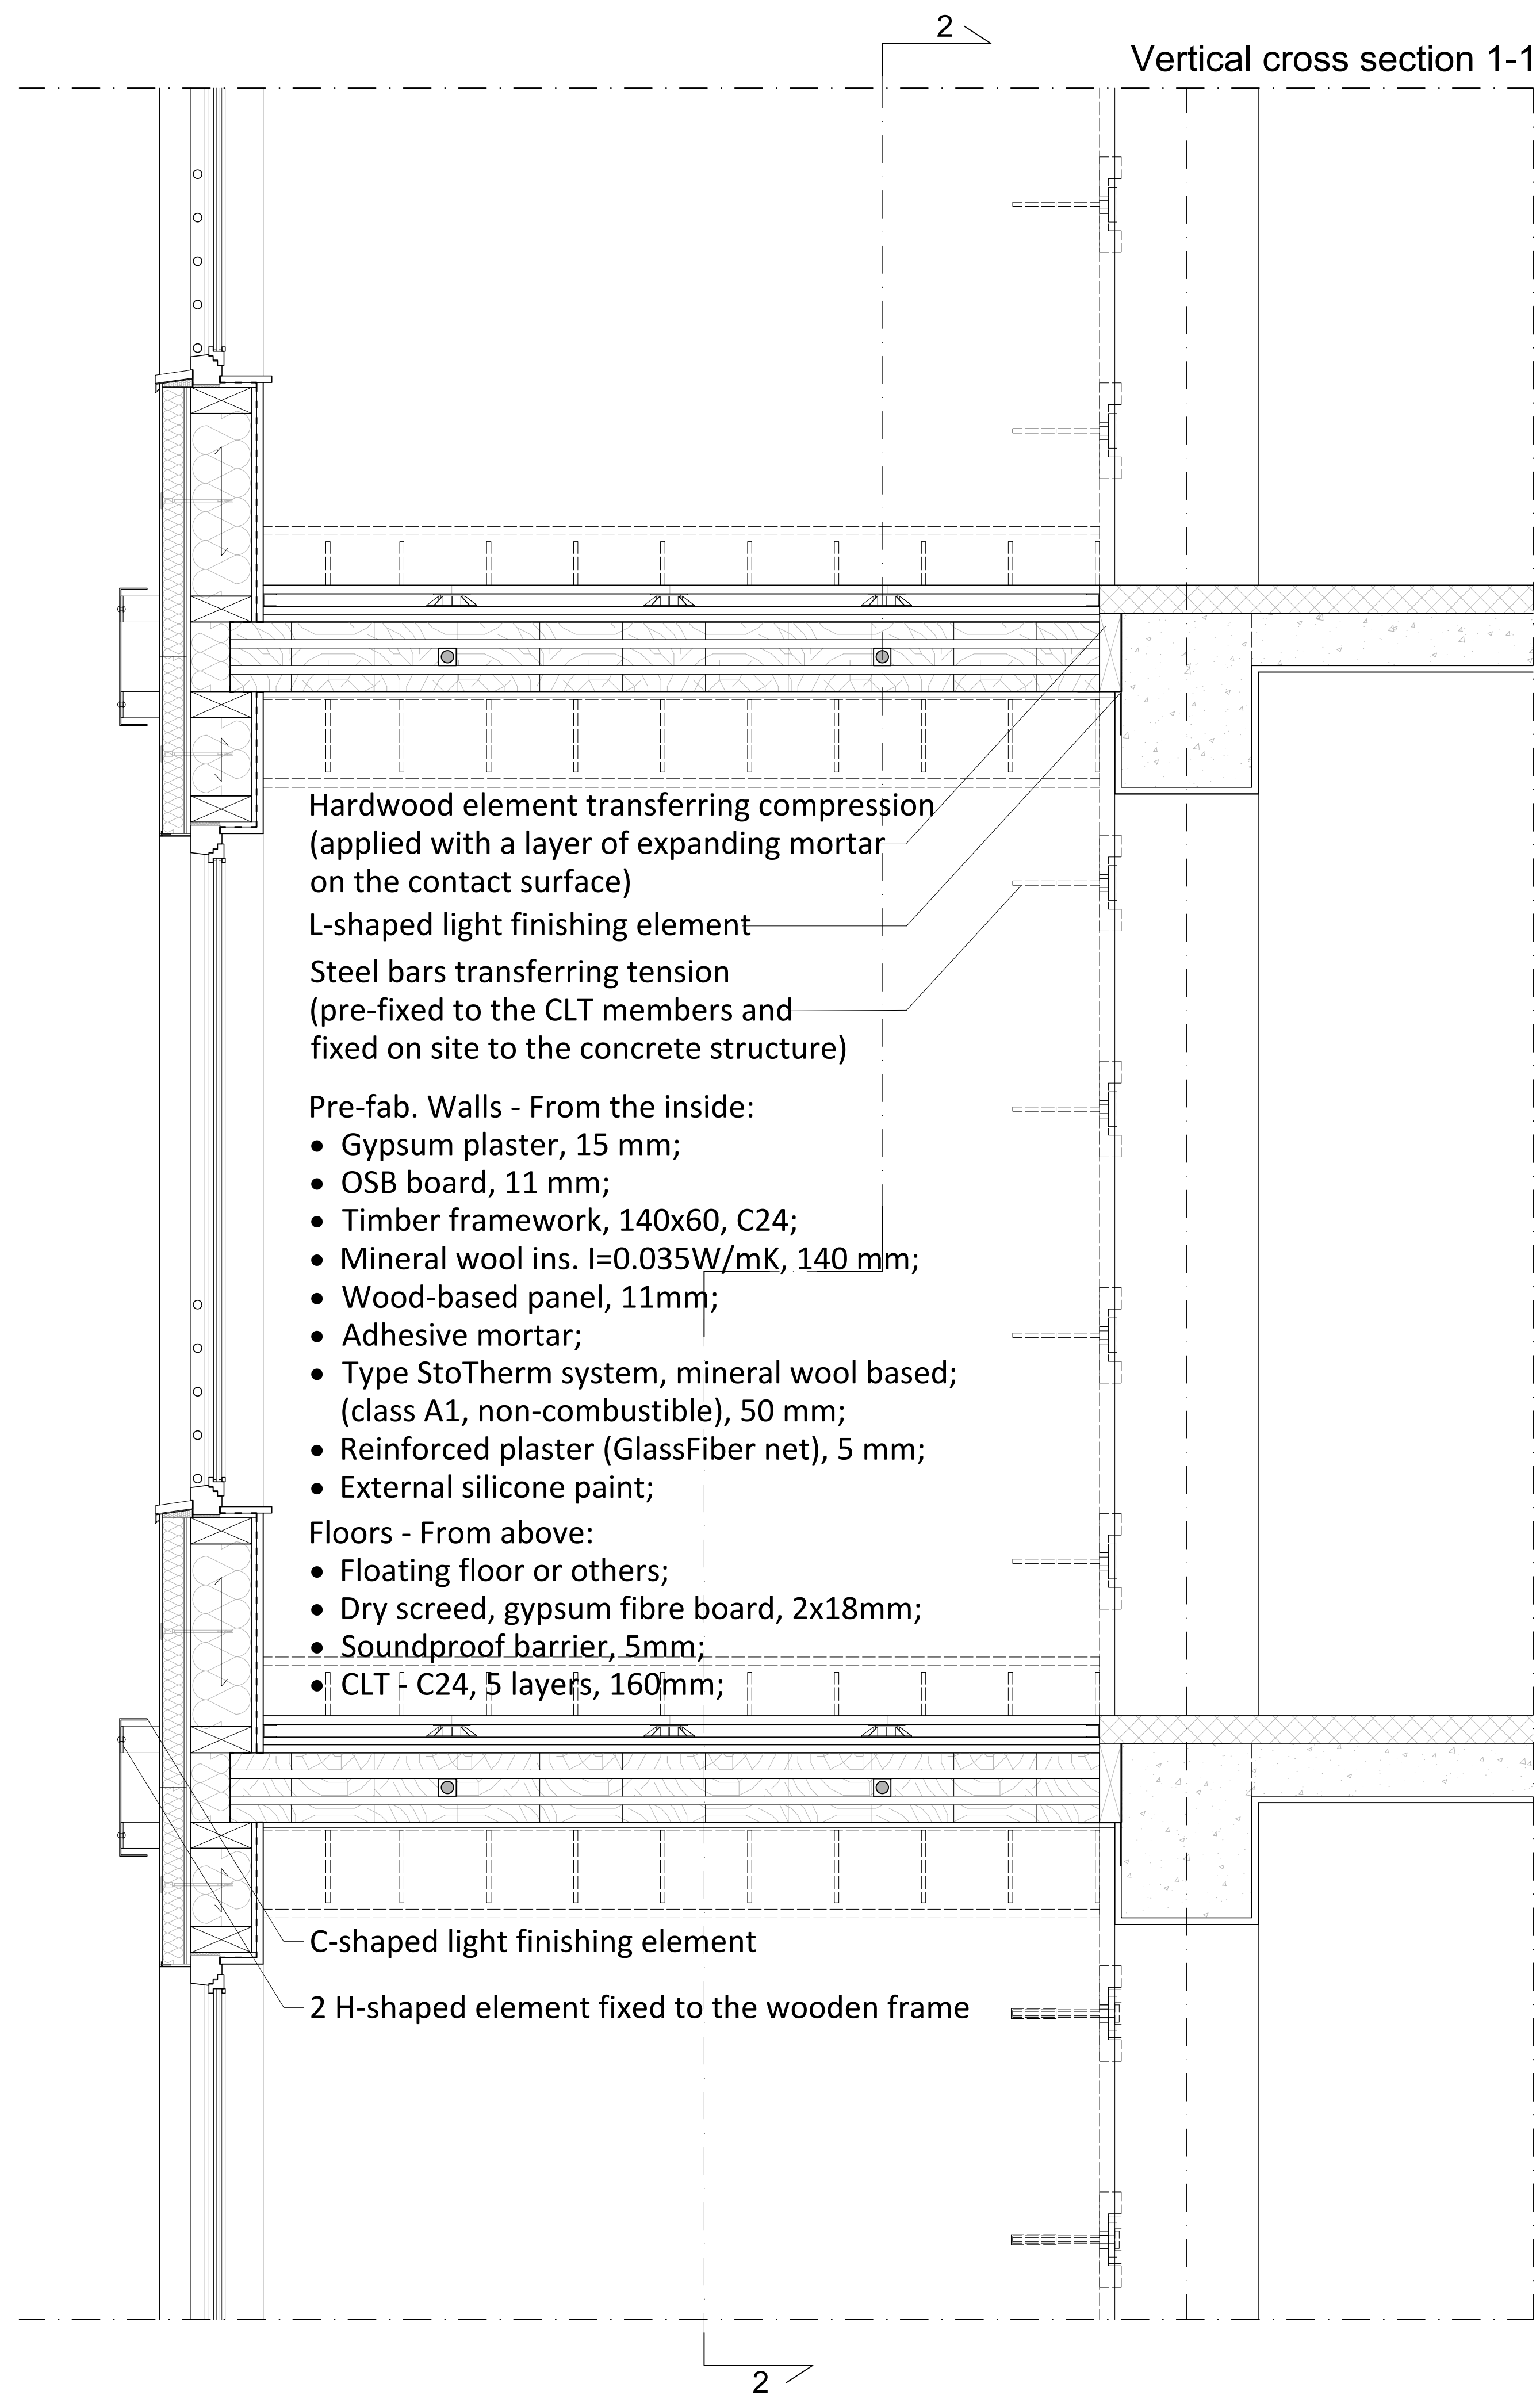 2
Vertical cross section 1-1
Hardwood element transferring compression
(applied with a layer of expanding mortar
on the contact surface)
L-shaped light finishing element
Steel bars transferring tension
(pre-fixed to the CLT members and
fixed on site to the concrete structure)
Pre-fab. Walls - From the inside:
• Gypsum plaster, 15 mm;
• OSB board, 11 mm;
• Timber framework, 140x60, C24;
• Mineral wool ins. l=0.035W/mK, 140 mm;
• Wood-based panel, 11mm;
• Adhesive mortar;
• Type StoTherm system, mineral wool based;
(class A1, non-combustible), 50 mm;
• Reinforced plaster (GlassFiber net), 5 mm;
• External silicone paint;
Floors - From above:
• Floating floor or others;
• Dry screed, gypsum fibre board, 2x18mm;
• Soundproof barrier, 5mm;
• CLT - C24, 5 layers, 160mm;
C-shaped light finishing element
2 H-shaped element fixed to the wooden frame
2